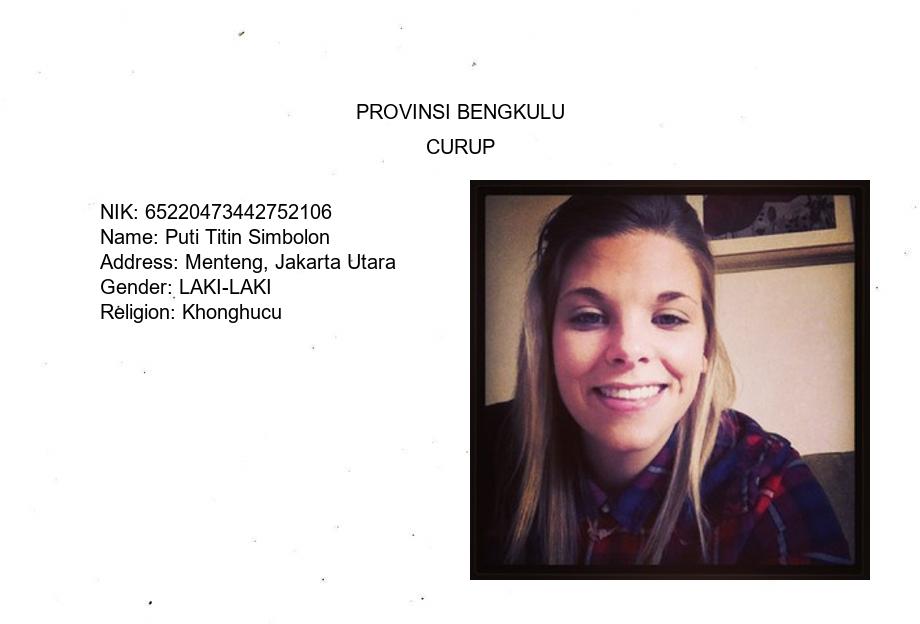 PROVINSI BENGKULU
CURUP
NIK: 65220473442752106
Name: Puti Titin Simbolon
Address: Menteng, Jakarta Utara
Gender: LAKI-LAKI
Religion: Khonghucu